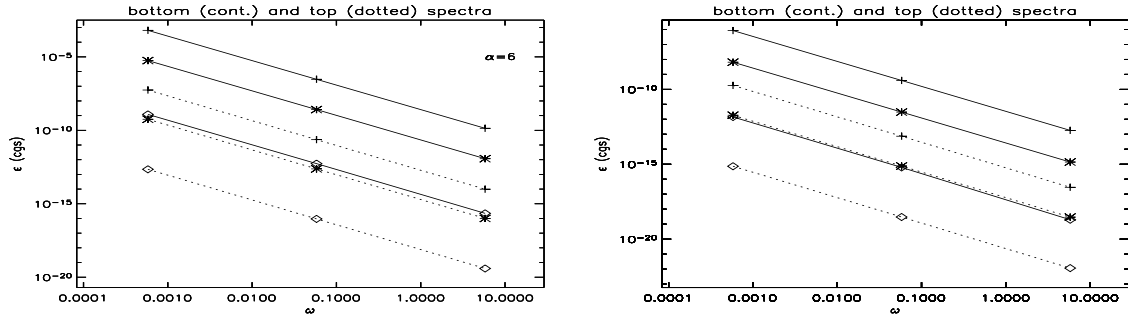 bottom (cont.) and top (dotted) spectra
ε (cgs)
10⁻⁵
10⁻¹⁰
10⁻¹⁵
10⁻²⁰
α=6
0.0001 0.0010 0.0100 0.1000 1.0000 10.0000
ω
bottom (cont.) and top (dotted) spectra
ε (cgs)
10⁻¹⁰
10⁻¹⁵
10⁻²⁰
0.0001 0.0010 0.0100 0.1000 1.0000 10.0000
ω